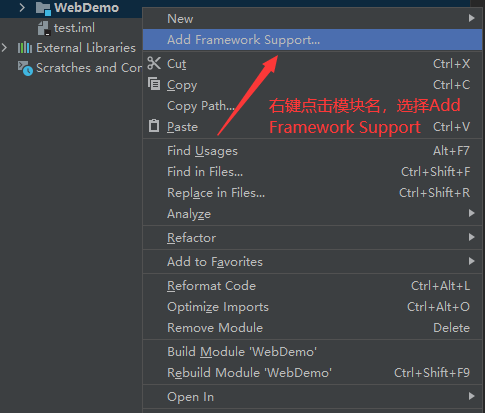 WebDemo
test.iml
External Libraries
Scratches and Con
New
Add Framework Support...
Cut Ctrl+X
Copy Ctrl+C
Copy Path...
Paste Ctrl+V
右键点击模块名，选择Add
Framework Support
Find Usages Alt+F7
Find in Files... Ctrl+Shift+F
Replace in Files... Ctrl+Shift+R
Analyze
Refactor
Add to Favorites
Reformat Code Ctrl+Alt+L
Optimize Imports Ctrl+Alt+O
Remove Module Delete
Build Module 'WebDemo'
Rebuild Module 'WebDemo' Ctrl+Shift+F9
Open In